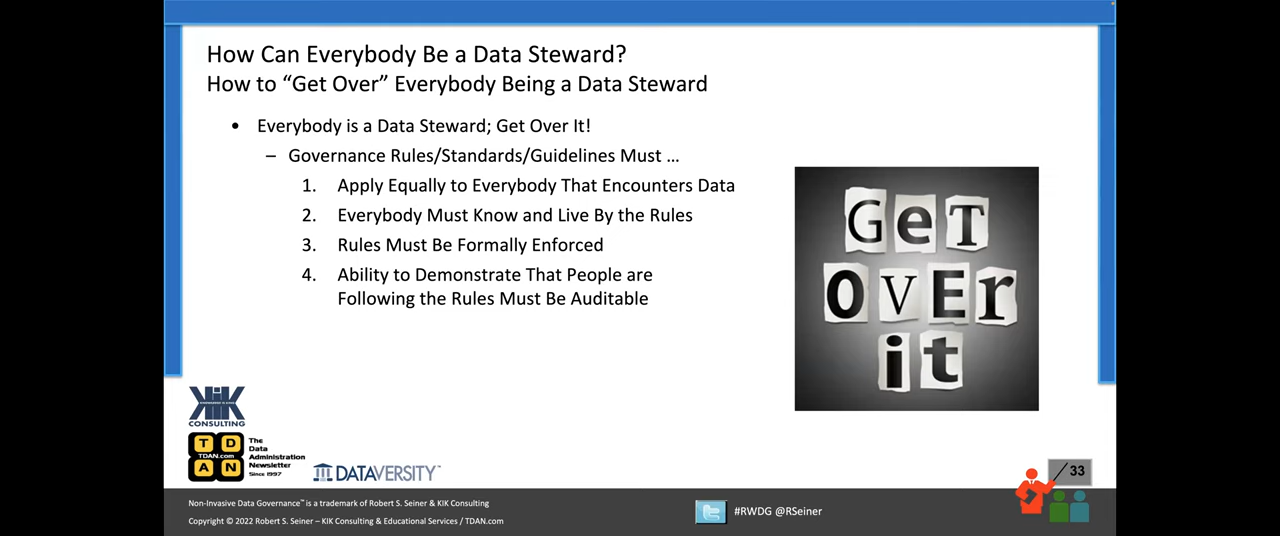 How Can Everybody Be a Data Steward?
How to “Get Over” Everybody Being a Data Steward
• Everybody is a Data Steward; Get Over It!
– Governance Rules/Standards/Guidelines Must …
1. Apply Equally to Everybody That Encounters Data
2. Everybody Must Know and Live By the Rules
3. Rules Must Be Formally Enforced
4. Ability to Demonstrate That People are
Following the Rules Must Be Auditable
GeT
OVEr
it
KIK
CONSULTING
T D
TDAN.com
A N
The
Data
Administration
Newsletter
Since 1997
DATAVERSITY™
33
Non-Invasive Data Governance™ is a trademark of Robert S. Seiner & KIK Consulting
Copyright © 2022 Robert S. Seiner – KIK Consulting & Educational Services / TDAN.com
#RWDG @RSeiner